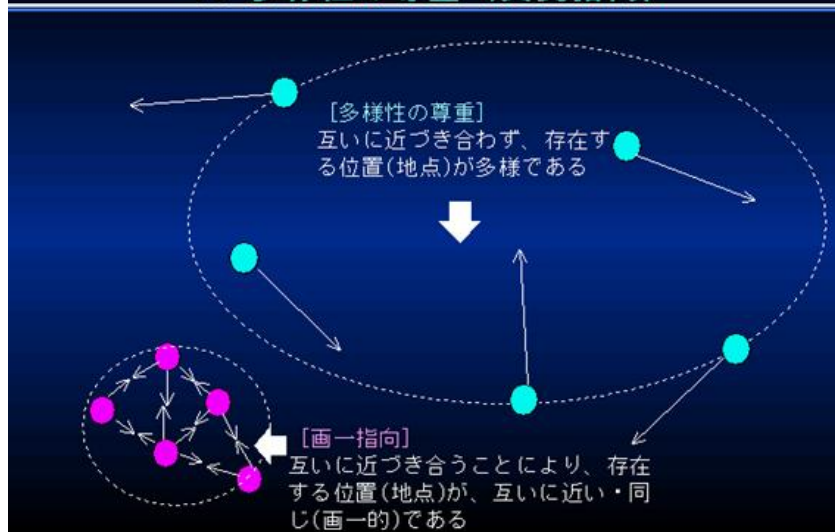 [多様性の尊重]
互いに近づき合わず、存在す
る位置(地点)が多様である
[画一指向]
互いに近づき合うことにより、存在
する位置(地点)が、互いに近い・同
じ(画一的)である